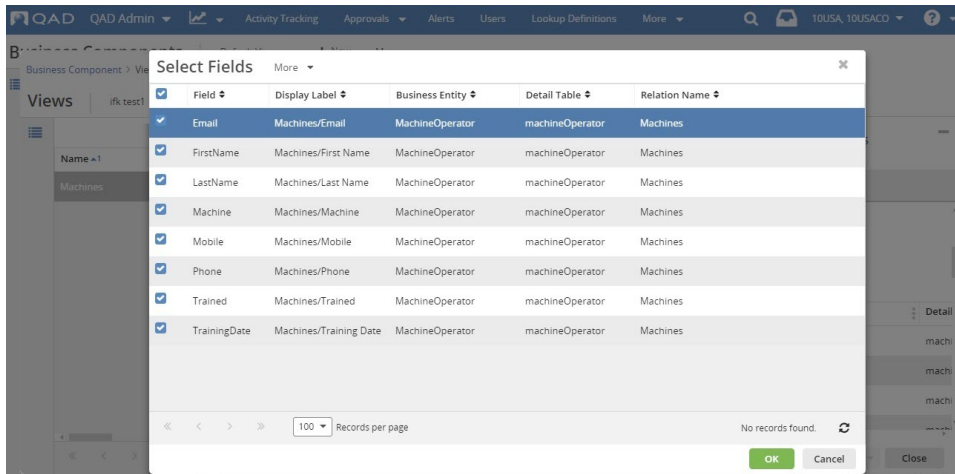 QAD QAD Admin Activity Tracking Approvals Alerts Users Lookup Definitions More 10USA, 10USACO ?
Business Component > Vie
Select Fields More
Views ifk test1
Field Display Label Business Entity Detail Table Relation Name
Email Machines/Email MachineOperator machineOperator Machines
Name 1
FirstName Machines/First Name MachineOperator machineOperator Machines
Machines
LastName Machines/Last Name MachineOperator machineOperator Machines
Machine Machines/Machine MachineOperator machineOperator Machines
Mobile Machines/Mobile MachineOperator machineOperator Machines
Phone Machines/Phone MachineOperator machineOperator Machines
Trained Machines/Trained MachineOperator machineOperator Machines
Detail
TrainingDate Machines/Training Date MachineOperator machineOperator Machines
machi
machi
machi
100 Records per page No records found.
OK Cancel Close